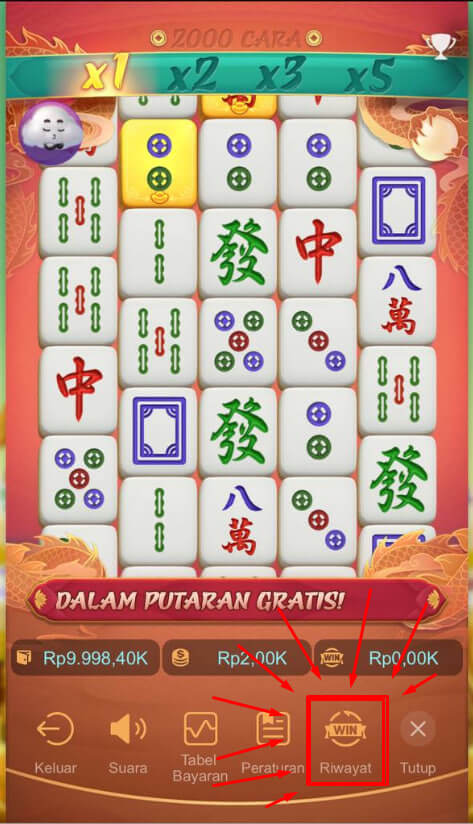 2000 CARA
x1 x2 x3 x5
發 中
八
萬
中
發
發
八
萬
DALAM PUTARAN GRATIS!
Rp9.998,40K Rp2,00K WIN Rp0,00K
WIN
Keluar Suara Tabel Bayaran Peraturan Riwayat Tutup